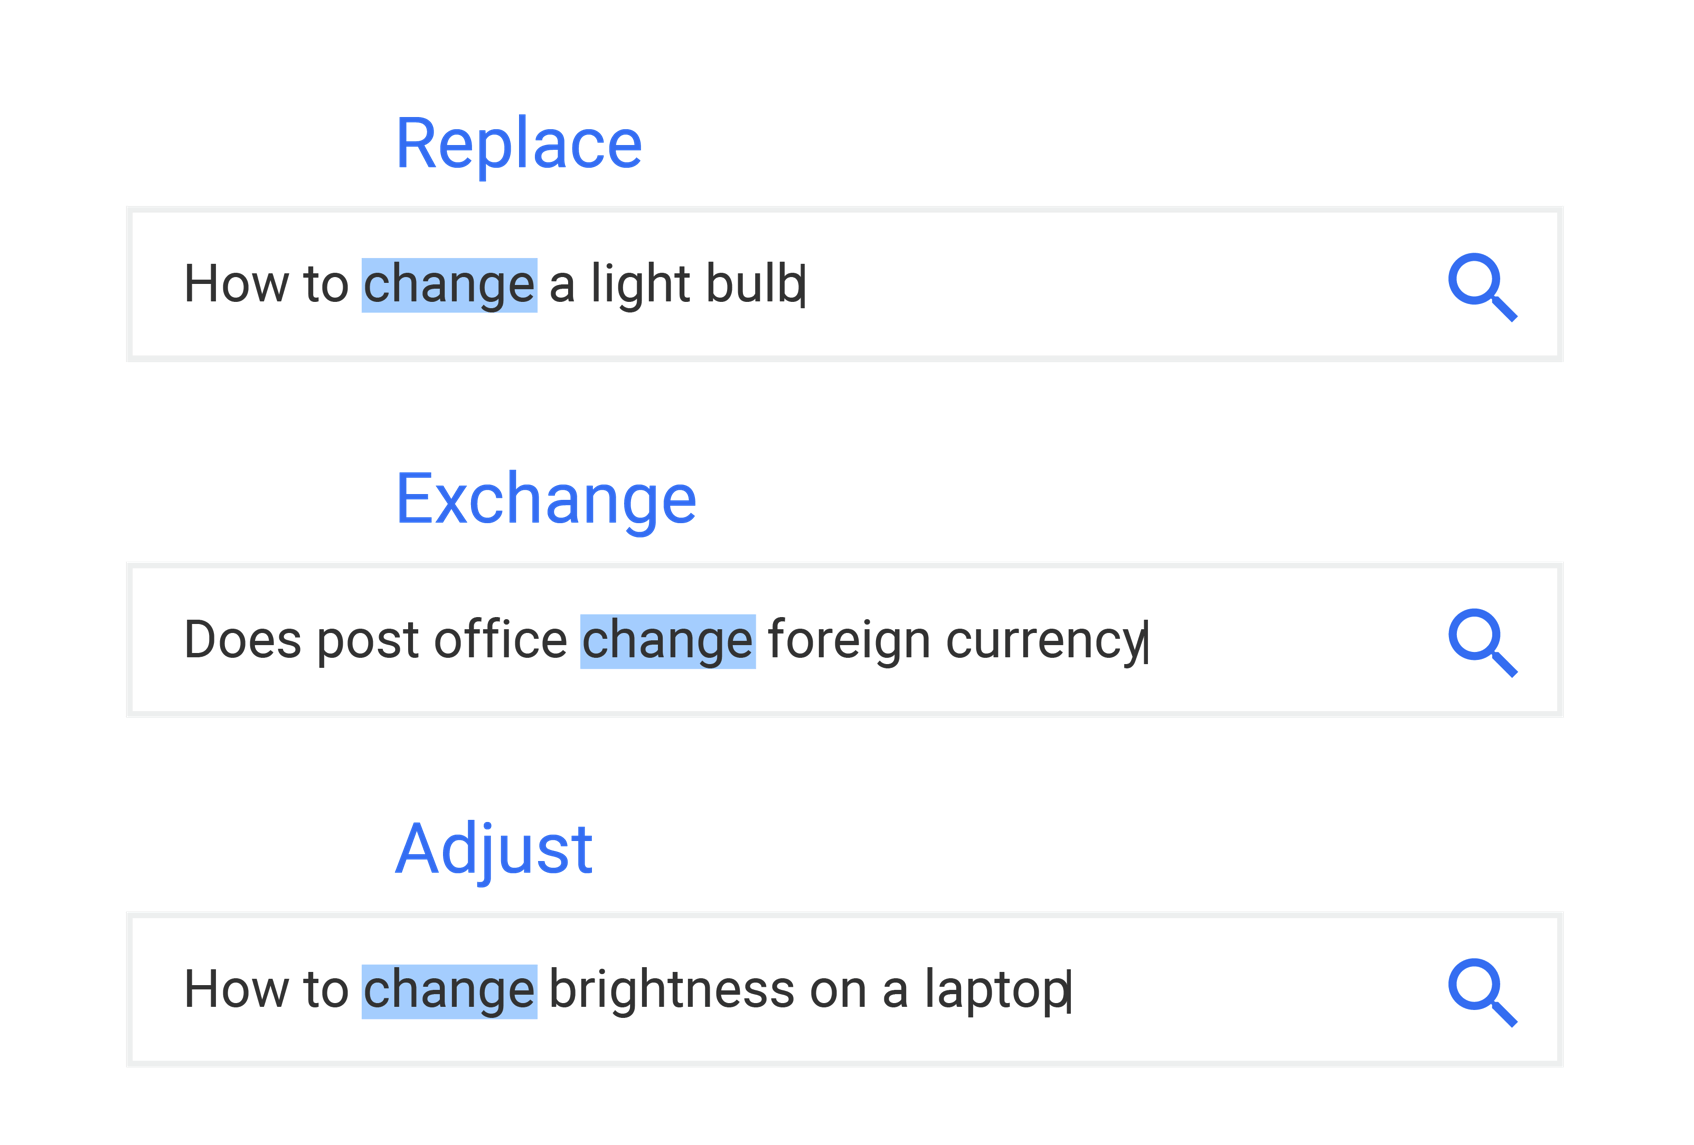 Replace
How to change a light bulb
Exchange
Does post office change foreign currency
Adjust
How to change brightness on a laptop